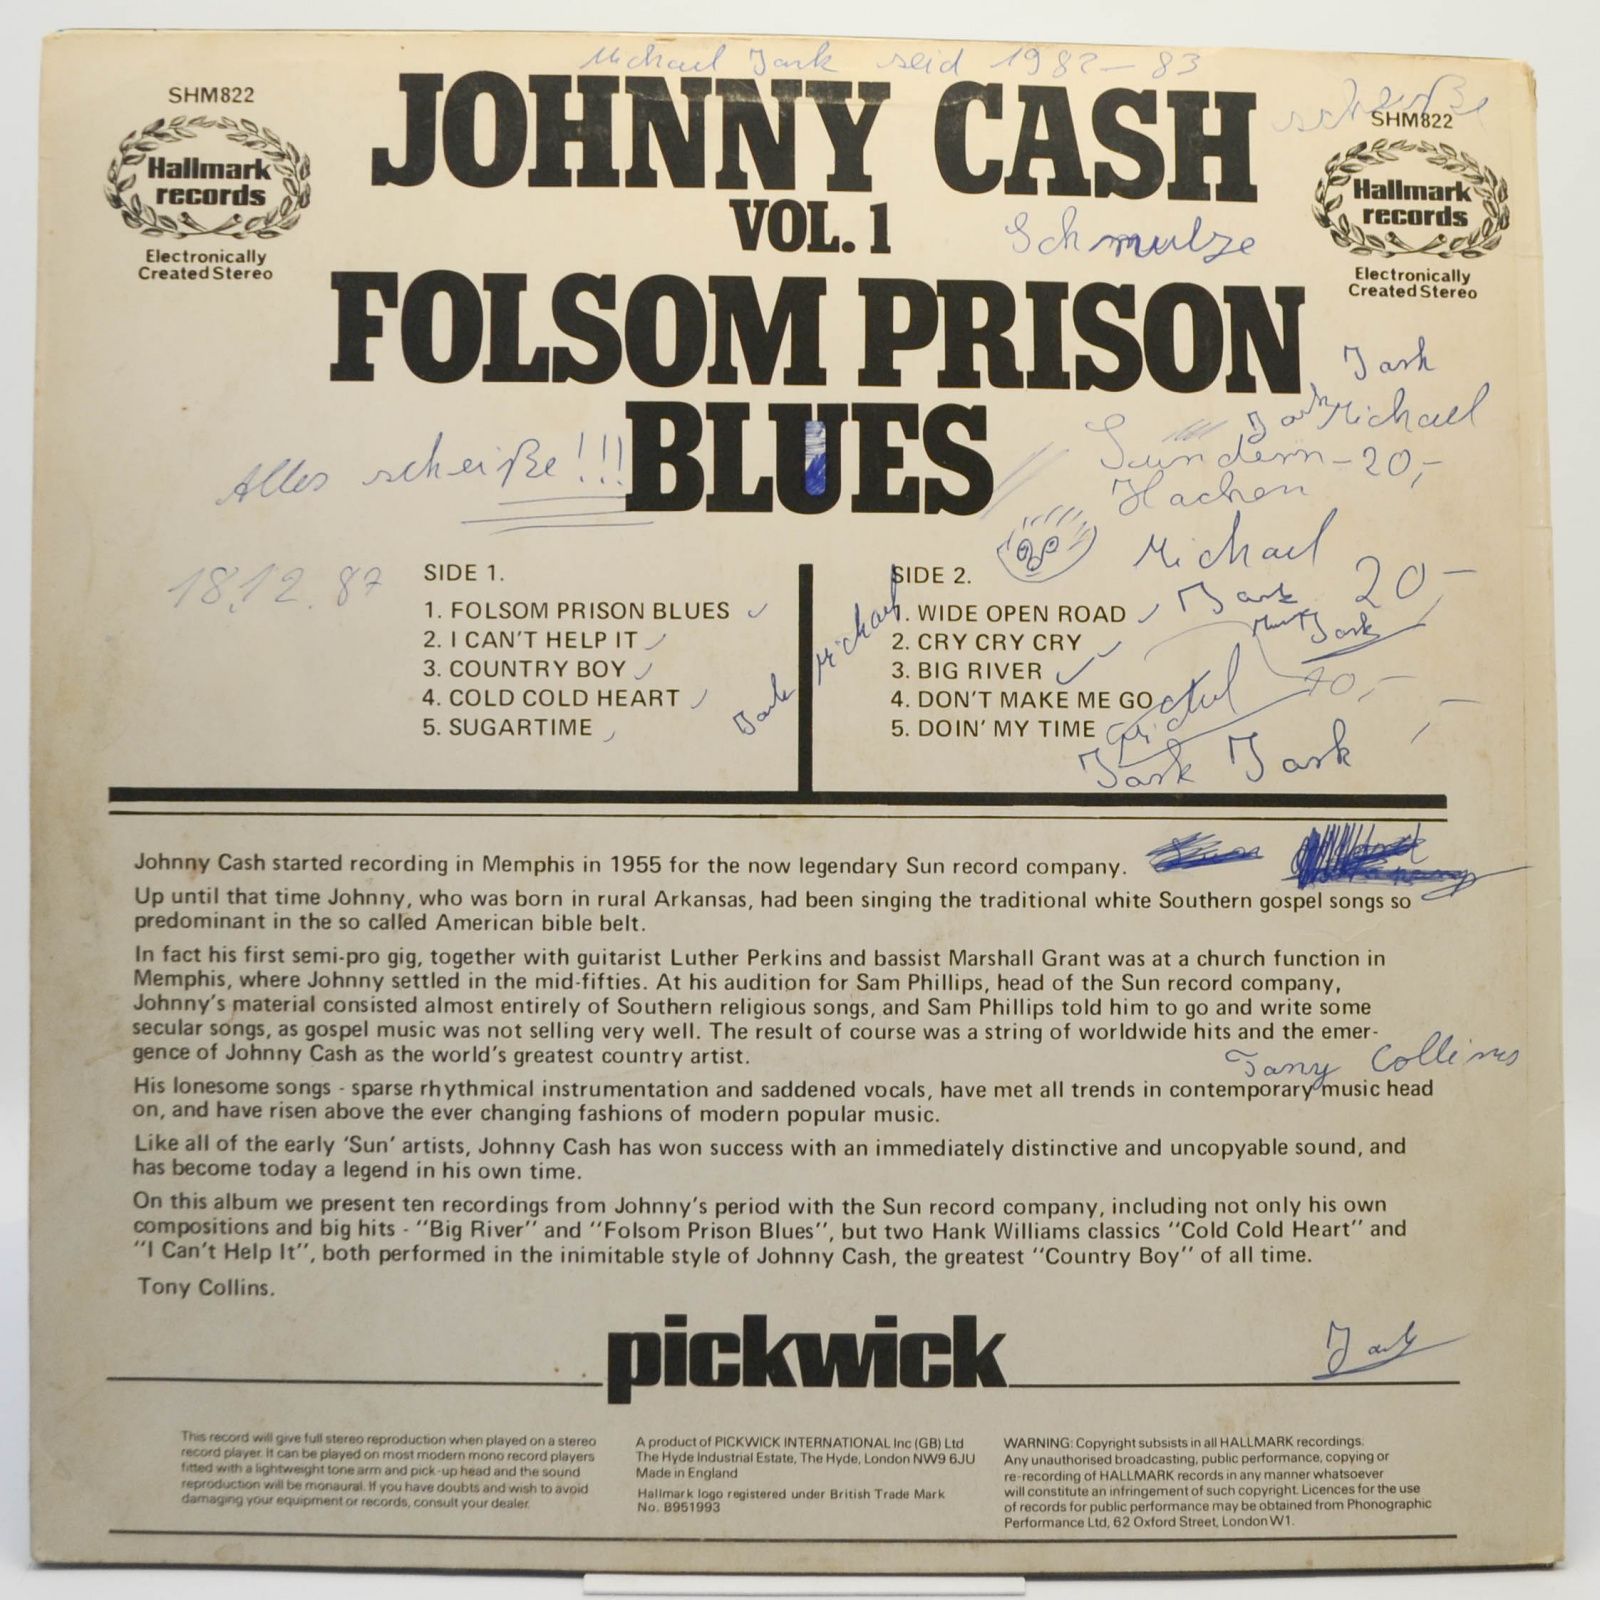 Michael Jark seid 1982-83
SHM822
Hallmark
records
Electronically
Created Stereo
JOHNNY CASH
VOL. 1
FOLSOM PRISON
BLUES
SHM822
Hallmark
records
Electronically
Created Stereo
Schmulze
Jark
Jark Michael
Sundern - 20,-
Hachen
Alles scheiße!!!
18.12.87
Michael
Jark 20,-
Jark
Michael
Jark
10,-
Jark Jark
SIDE 1.
1. FOLSOM PRISON BLUES
2. I CAN'T HELP IT
3. COUNTRY BOY
4. COLD COLD HEART
5. SUGARTIME
SIDE 2.
1. WIDE OPEN ROAD
2. CRY CRY CRY
3. BIG RIVER
4. DON'T MAKE ME GO
5. DOIN' MY TIME
Johnny Cash started recording in Memphis in 1955 for the now legendary Sun record company.
Up until that time Johnny, who was born in rural Arkansas, had been singing the traditional white Southern gospel songs so
predominant in the so called American bible belt.
In fact his first semi-pro gig, together with guitarist Luther Perkins and bassist Marshall Grant was at a church function in
Memphis, where Johnny settled in the mid-fifties. At his audition for Sam Phillips, head of the Sun record company,
Johnny's material consisted almost entirely of Southern religious songs, and Sam Phillips told him to go and write some
secular songs, as gospel music was not selling very well. The result of course was a string of worldwide hits and the emer-
gence of Johnny Cash as the world's greatest country artist.
Tony Collins
His lonesome songs - sparse rhythmical instrumentation and saddened vocals, have met all trends in contemporary music head
on, and have risen above the ever changing fashions of modern popular music.
Like all of the early 'Sun' artists, Johnny Cash has won success with an immediately distinctive and uncopyable sound, and
has become today a legend in his own time.
On this album we present ten recordings from Johnny's period with the Sun record company, including not only his own
compositions and big hits - "Big River" and "Folsom Prison Blues", but two Hank Williams classics "Cold Cold Heart" and
"I Can't Help It", both performed in the inimitable style of Johnny Cash, the greatest "Country Boy" of all time.
Tony Collins.
pickwick
Jark
This record will give full stereo reproduction when played on a stereo
record player. It can be played on most modern mono record players
fitted with a lightweight tone arm and pick-up head and the sound
reproduction will be monaural. If you have doubts and wish to avoid
damaging your equipment or records, consult your dealer.
A product of PICKWICK INTERNATIONAL Inc (GB) Ltd
The Hyde Industrial Estate, The Hyde, London NW9 6JU
Made in England
Hallmark logo registered under British Trade Mark
No. B951993
WARNING: Copyright subsists in all HALLMARK recordings.
Any unauthorised broadcasting, public performance, copying or
re-recording of HALLMARK records in any manner whatsoever
will constitute an infringement of such copyright. Licences for the use
of records for public performance may be obtained from Phonographic
Performance Ltd, 62 Oxford Street, London W1.